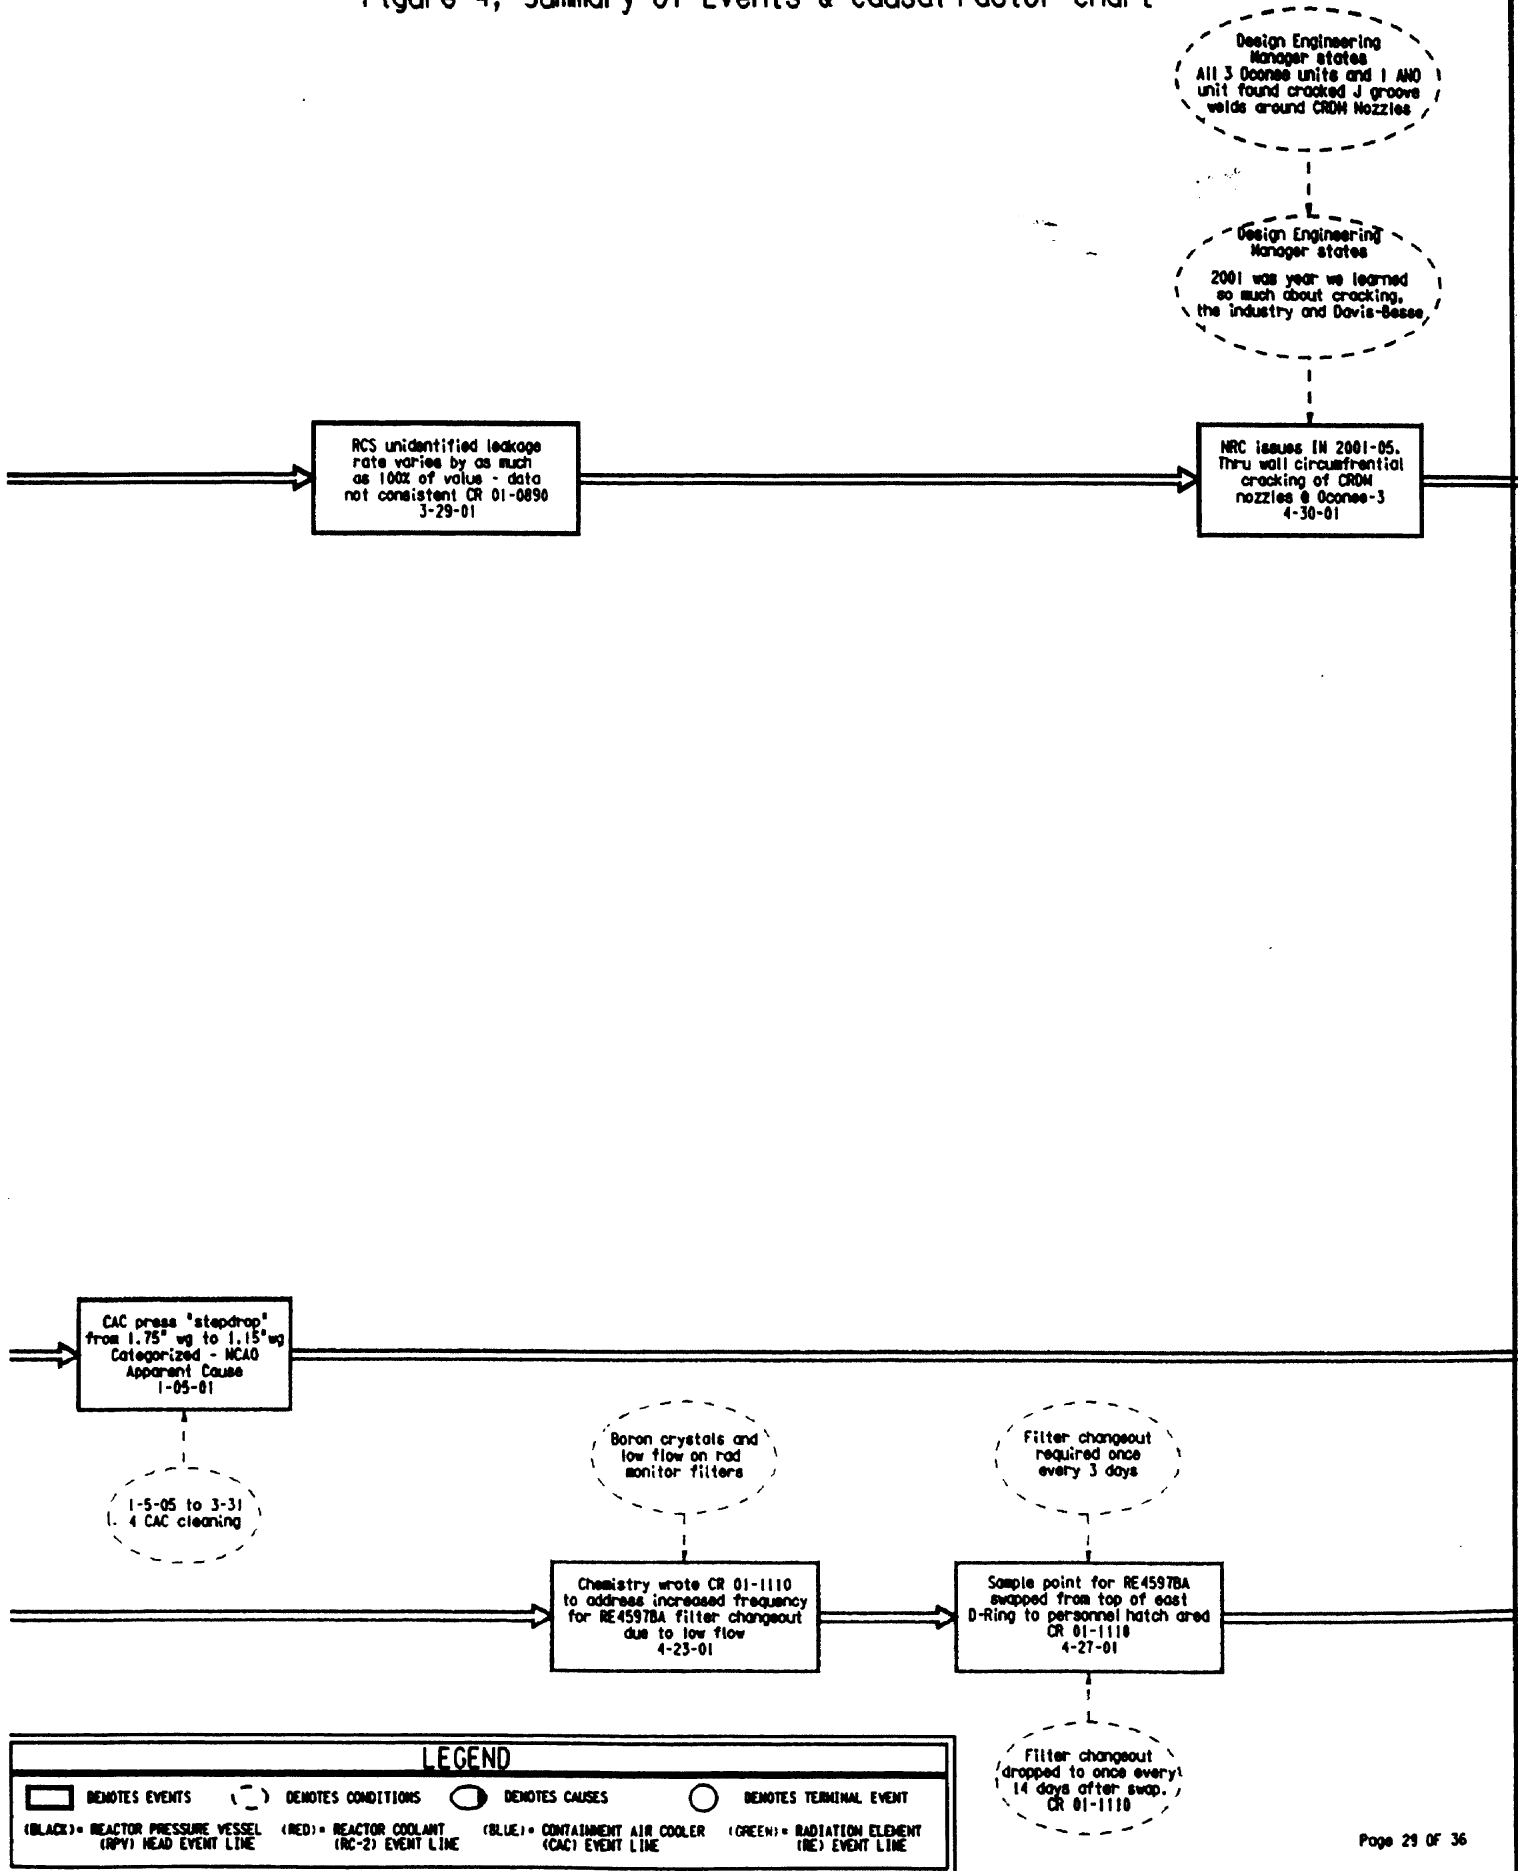 Figure 4, Summary of Events & Causal Factor Chart
Design Engineering
Manager states
All 3 Oconee units and 1 ANO
unit found cracked J groove
welds around CRDM Nozzles
Design Engineering
Manager states
2001 was year we learned
so much about cracking,
the industry and Davis-Besse
RCS unidentified leakage
rate varies by as much
as 100% of value - data
not consistent CR 01-0890
3-29-01
NRC issues IN 2001-05.
Thru wall circumfrential
cracking of CRDM
nozzles @ Oconee-3
4-30-01
CAC press "stepdrop"
from 1.75" wg to 1.15"wg
Categorized - NCAQ
Apparent Cause
1-05-01
1-5-05 to 3-31
4 CAC cleaning
Boron crystals and
low flow on rad
monitor filters
Filter changeout
required once
every 3 days
Chemistry wrote CR 01-1110
to address increased frequency
for RE4597BA filter changeout
due to low flow
4-23-01
Sample point for RE4597BA
swapped from top of east
D-Ring to personnel hatch area
CR 01-1110
4-27-01
Filter changeout
dropped to once every
14 days after swap.
CR 01-1110
LEGEND
DENOTES EVENTS DENOTES CONDITIONS DENOTES CAUSES DENOTES TERMINAL EVENT
(BLACK)= REACTOR PRESSURE VESSEL (RPV) HEAD EVENT LINE
(RED)= REACTOR COOLANT (RC-2) EVENT LINE
(BLUE)= CONTAINMENT AIR COOLER (CAC) EVENT LINE
(GREEN)= RADIATION ELEMENT (RE) EVENT LINE
Page 29 OF 36